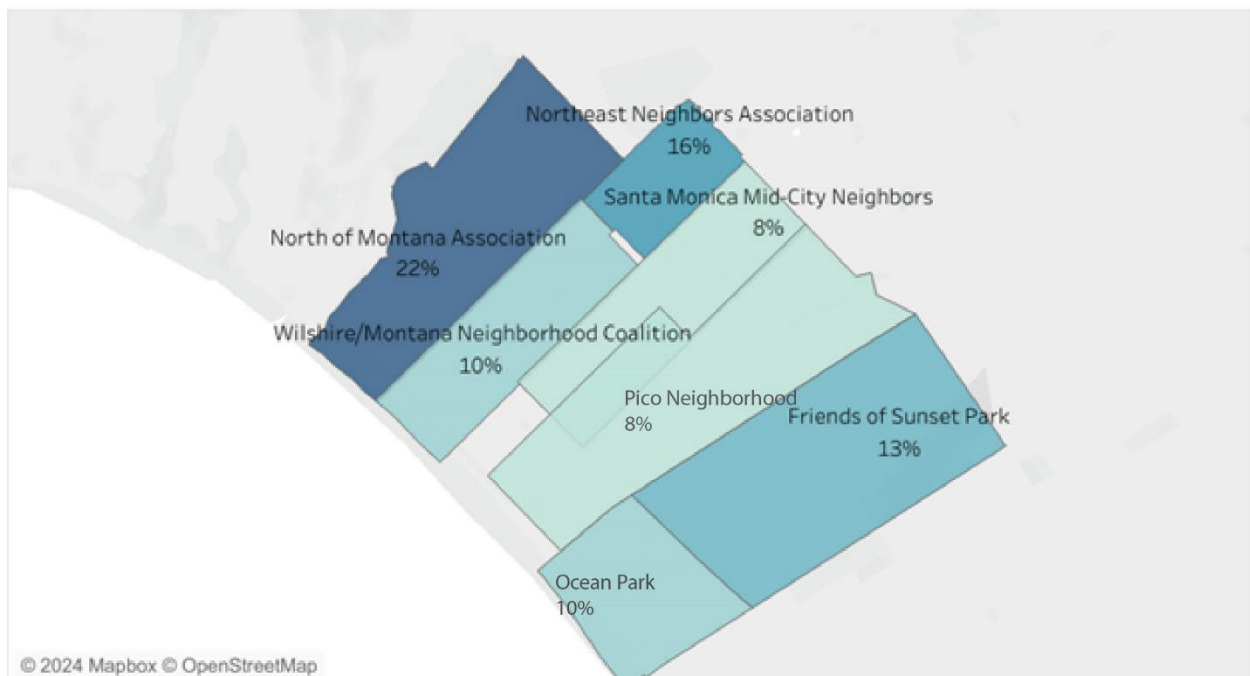 Northeast Neighbors Association
16%
Santa Monica Mid-City Neighbors
8%
North of Montana Association
22%
Wilshire/Montana Neighborhood Coalition
10%
Pico Neighborhood
8%
Friends of Sunset Park
13%
Ocean Park
10%
© 2024 Mapbox © OpenStreetMap